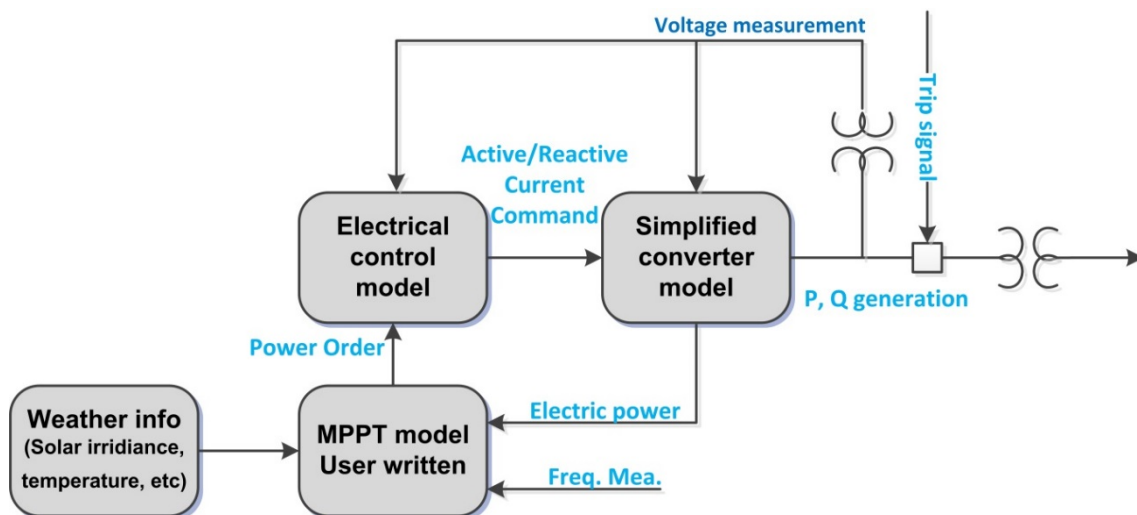 Voltage measurement
Trip signal
Active/Reactive
Current
Command
Electrical
control
model
Simplified
converter
model
P, Q generation
Power Order
Weather info
(Solar irridiance,
temperature, etc)
MPPT model
User written
Electric power
Freq. Mea.